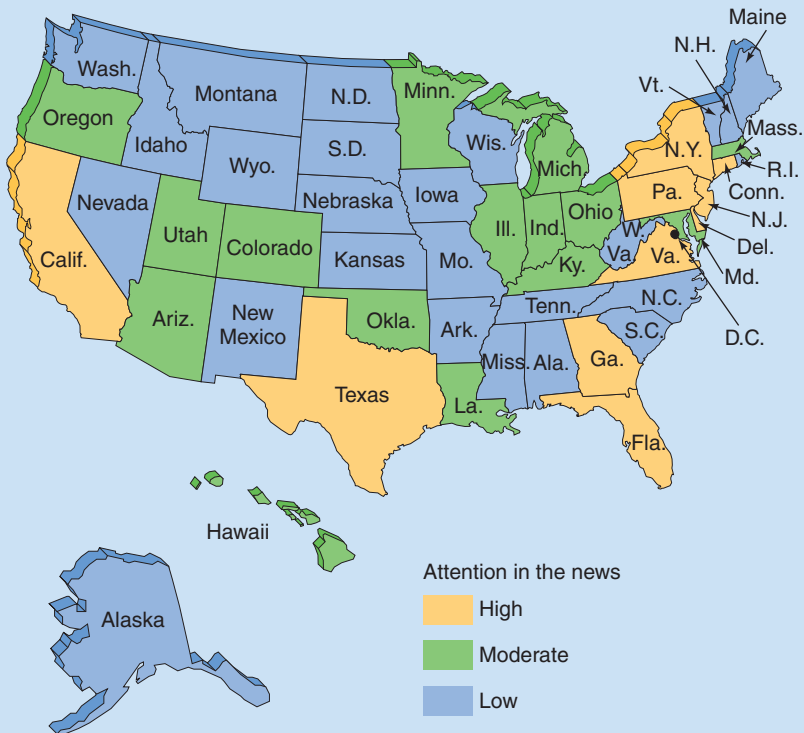 Maine
N.H.
Vt.
Wash.
Montana
N.D.
Minn.
Oregon
Idaho
S.D.
Wis.
Mass.
N.Y.
Mich.
R.I.
Wyo.
Conn.
Nebraska
Iowa
Pa.
N.J.
Nevada
Utah
Colorado
Ill.
Ind.
Ohio
W.
Va.
Del.
Calif.
Kansas
Mo.
Ky.
Va.
Md.
Ariz.
New
Mexico
Okla.
Ark.
Tenn.
N.C.
D.C.
S.C.
Miss.
Ala.
Ga.
Texas
La.
Fla.
Hawaii
Alaska
Attention in the news
High
Moderate
Low